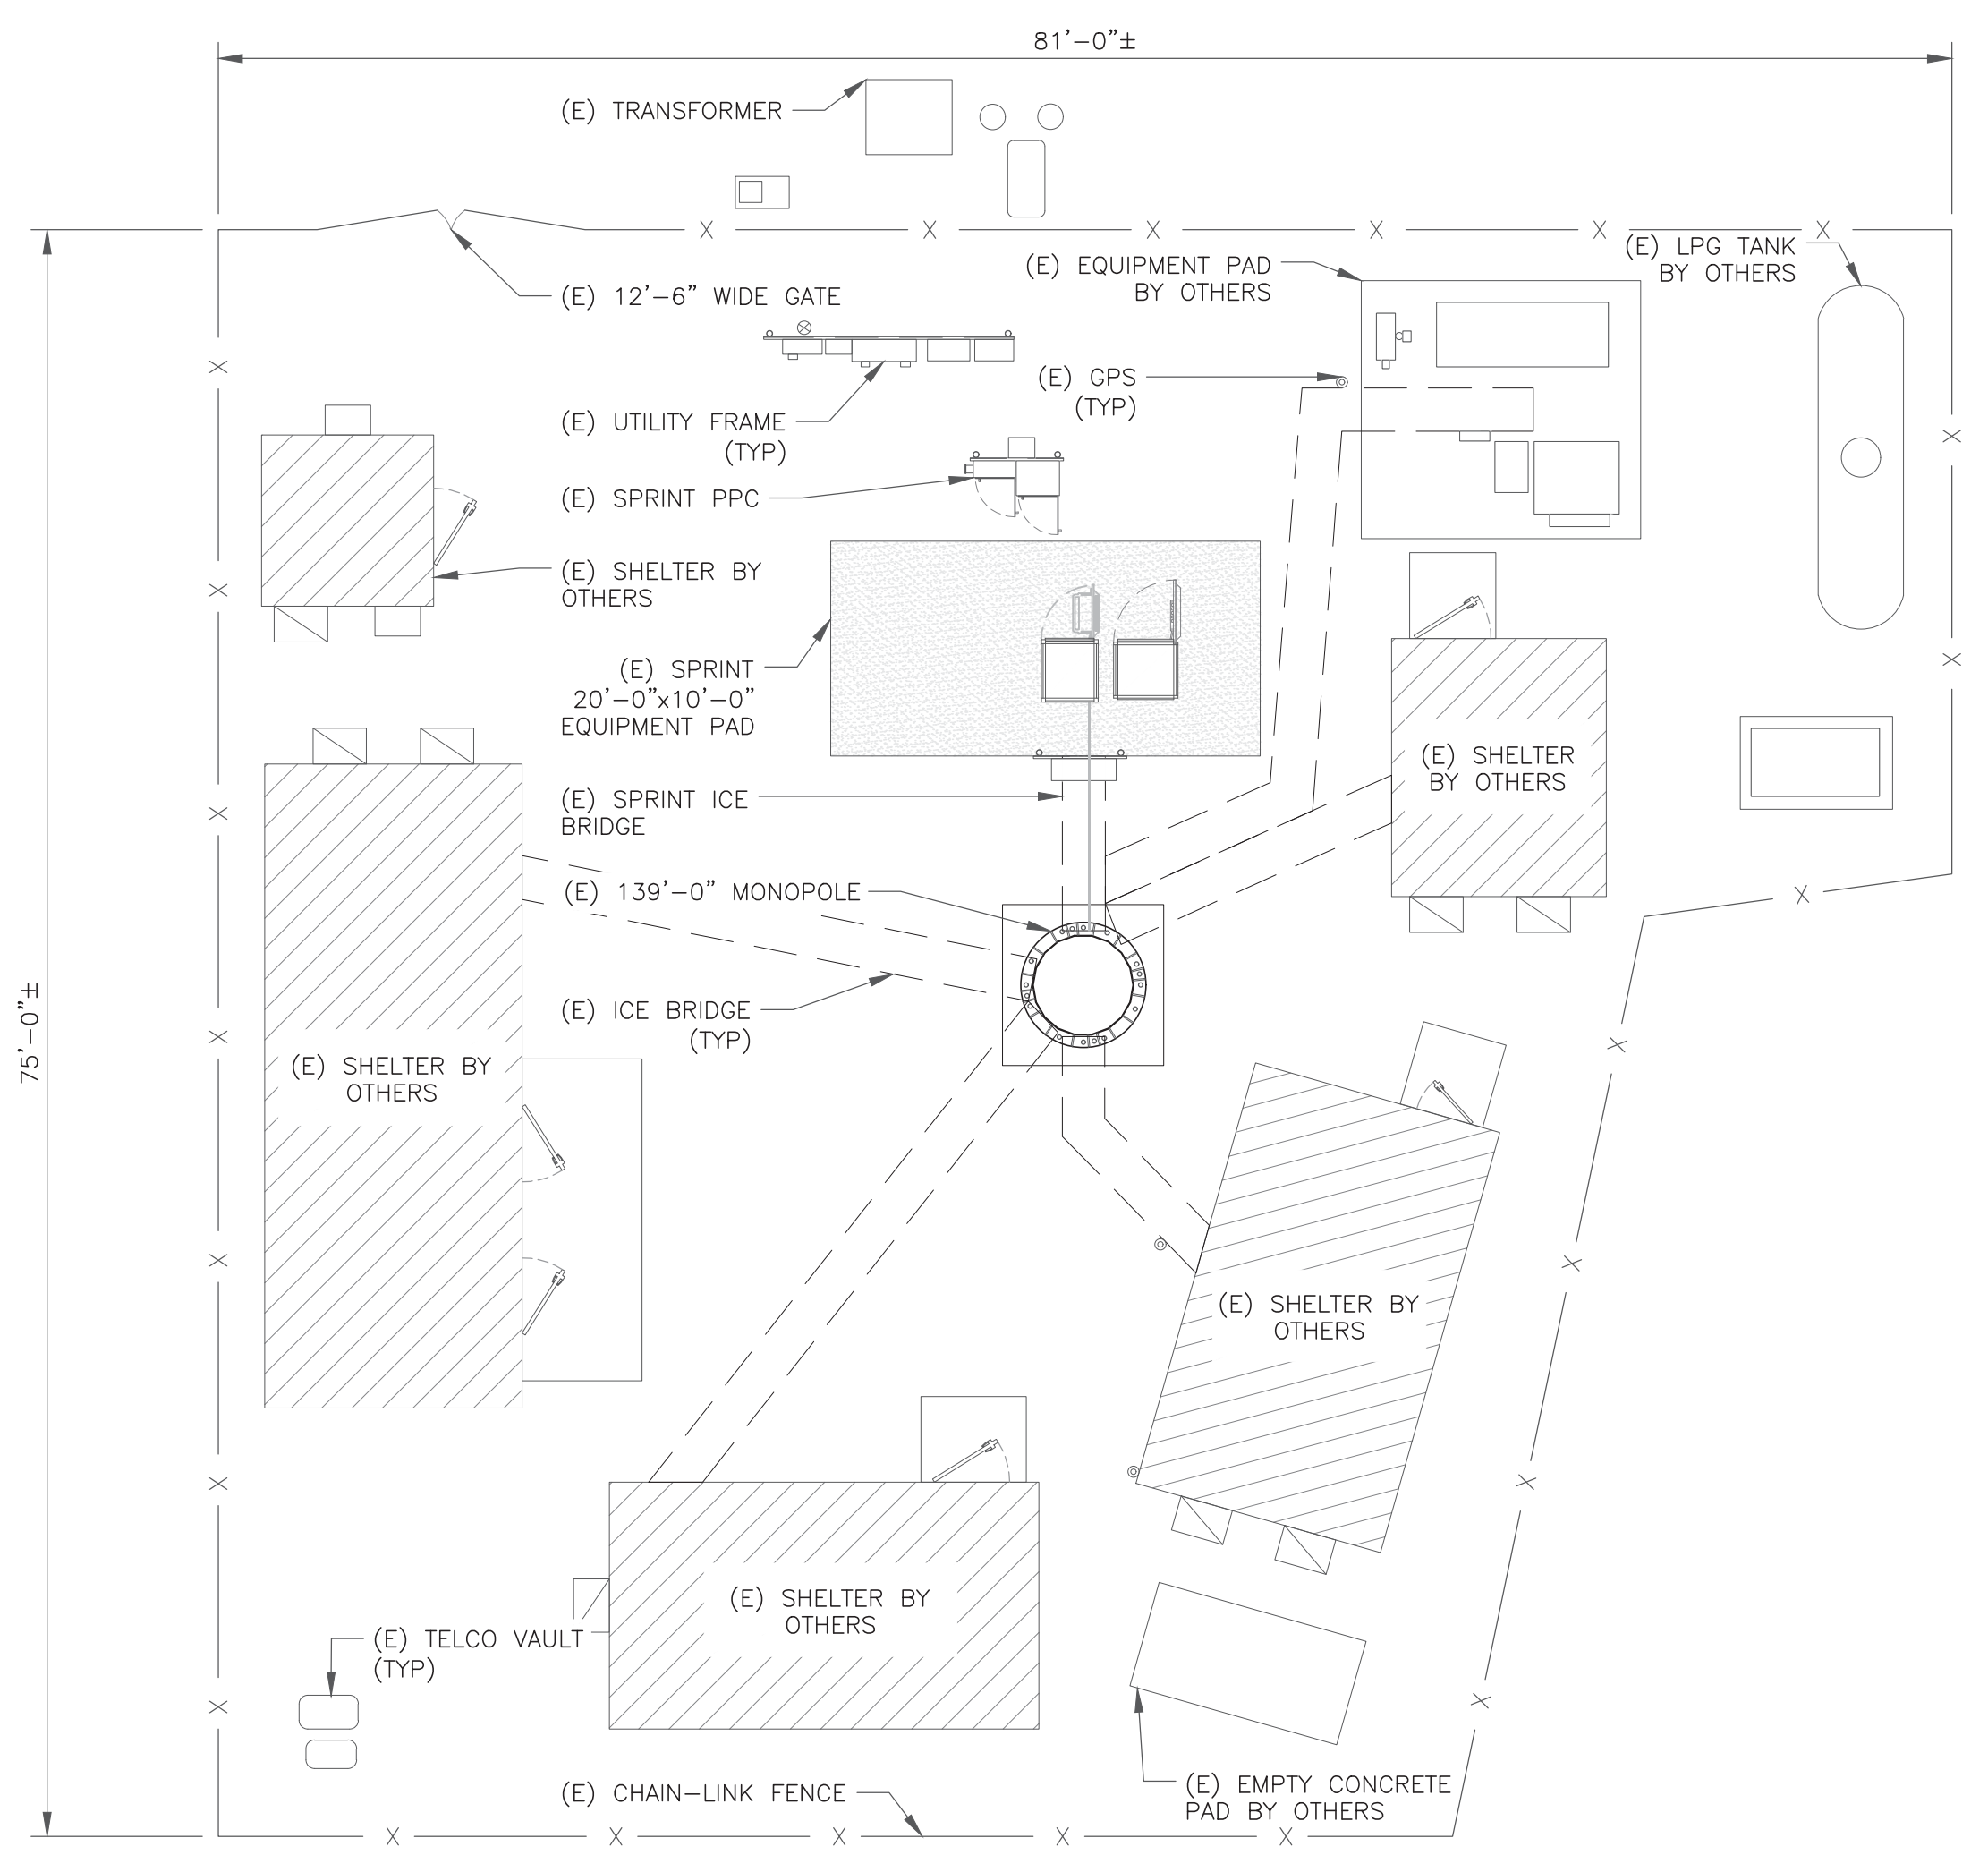 81'-0"±
(E) TRANSFORMER
(E) LPG TANK
BY OTHERS
(E) EQUIPMENT PAD
BY OTHERS
(E) 12'-6" WIDE GATE
(E) GPS
(TYP)
(E) UTILITY FRAME
(TYP)
(E) SPRINT PPC
(E) SHELTER BY
OTHERS
(E) SPRINT
20'-0"x10'-0"
EQUIPMENT PAD
(E) SHELTER
BY OTHERS
(E) SPRINT ICE
BRIDGE
(E) 139'-0" MONOPOLE
(E) ICE BRIDGE
(TYP)
75'-0"±
(E) SHELTER BY
OTHERS
(E) SHELTER BY
OTHERS
(E) SHELTER BY
OTHERS
(E) TELCO VAULT
(TYP)
(E) CHAIN-LINK FENCE
(E) EMPTY CONCRETE
PAD BY OTHERS